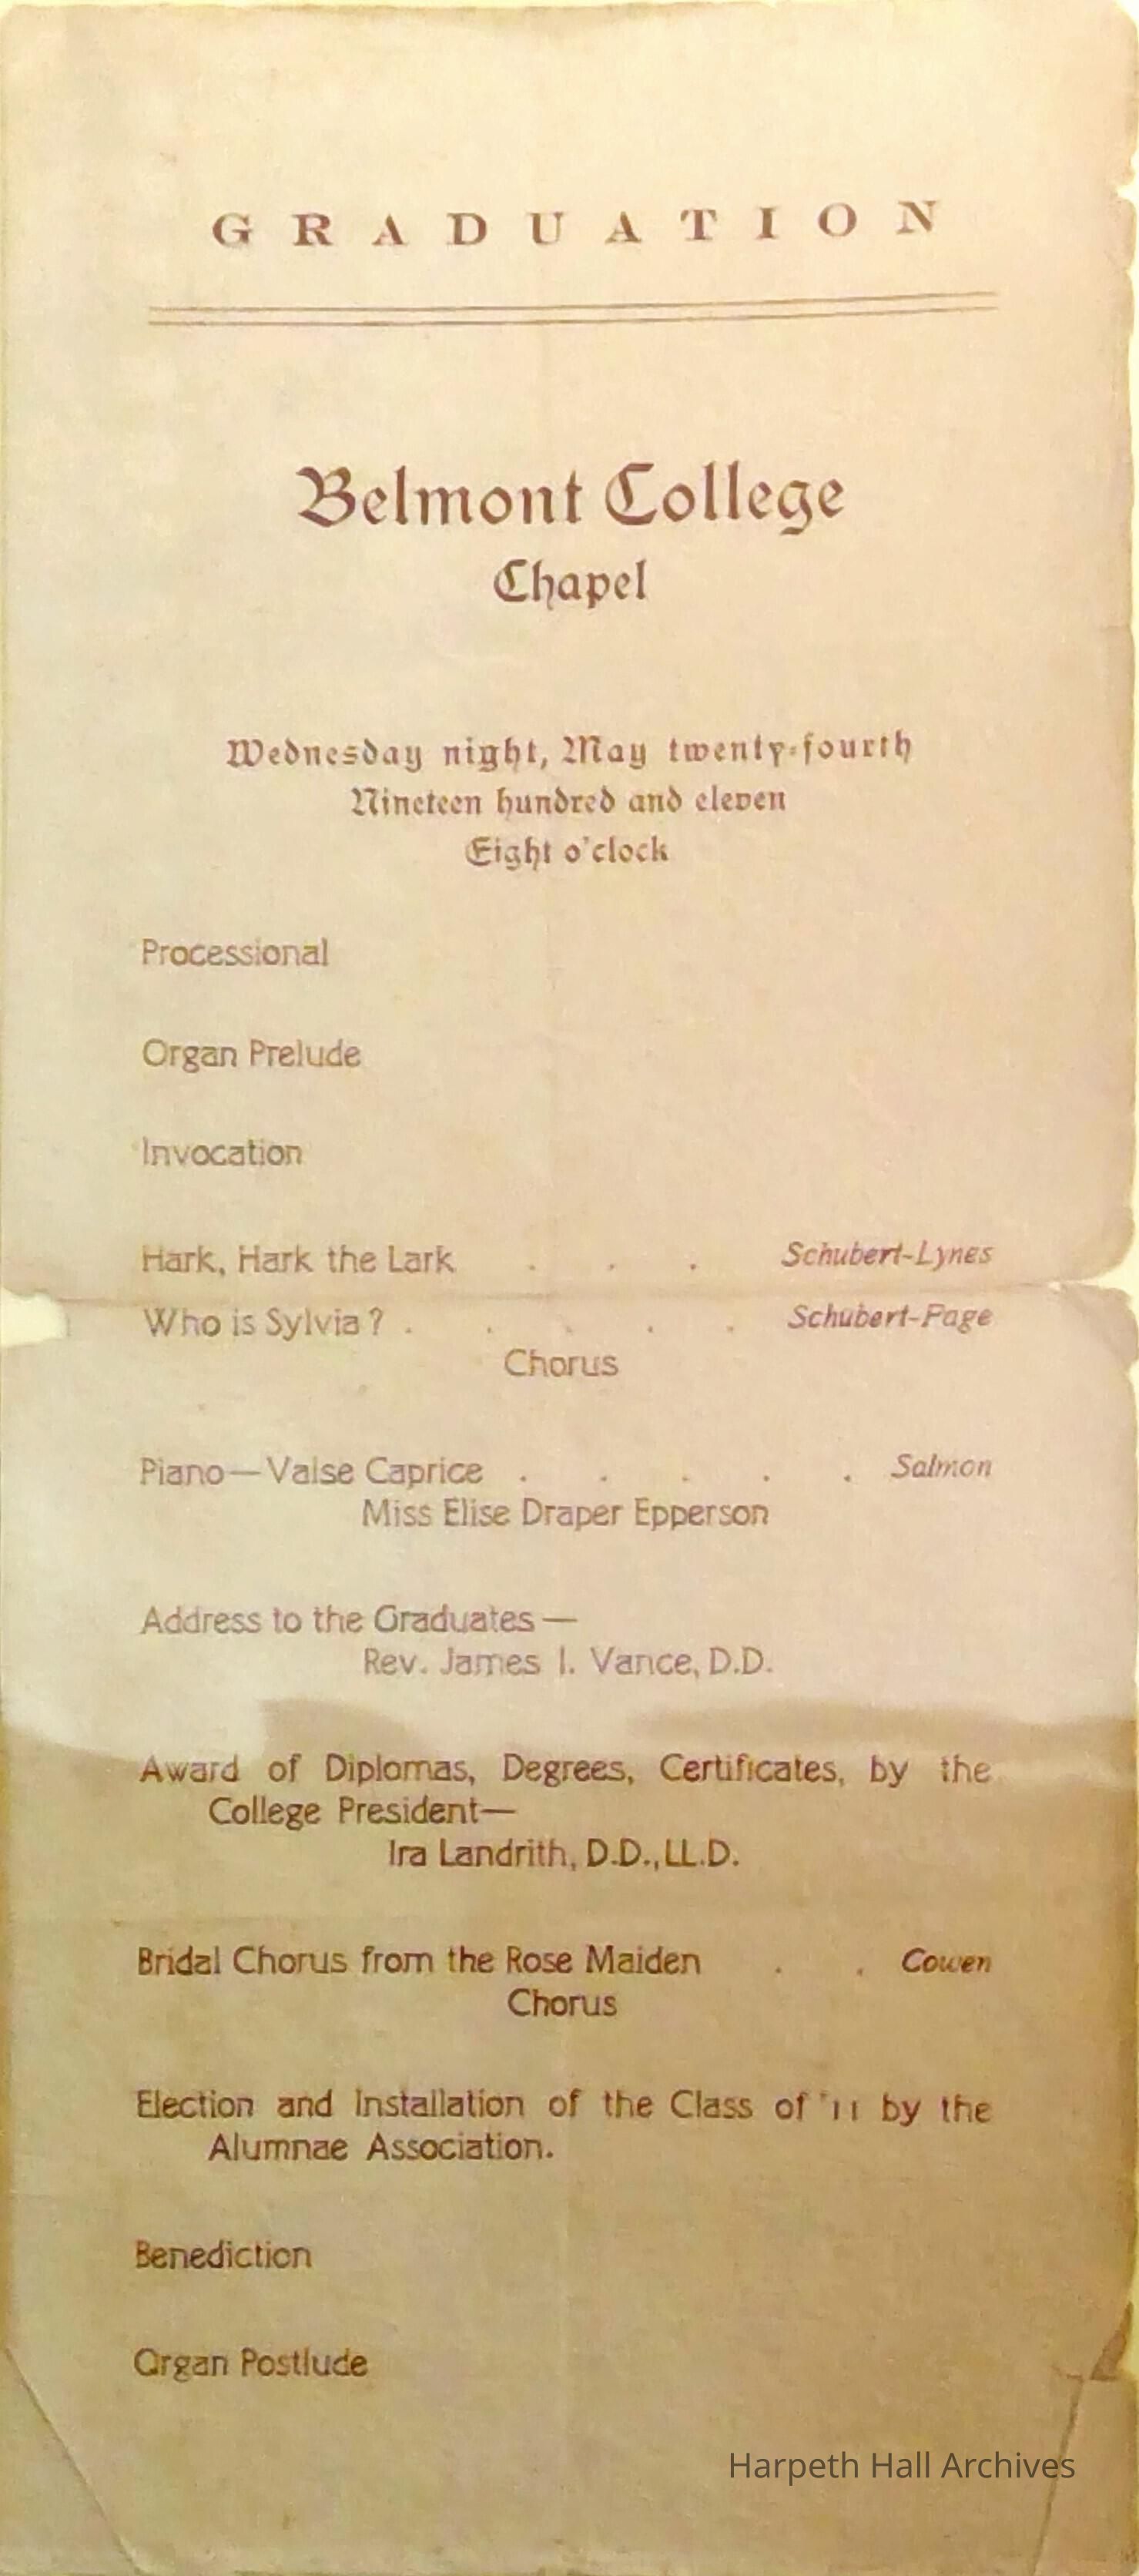 GRADUATION
Belmont College
Chapel
Wednesday night, May twenty-fourth
Nineteen hundred and eleven
Eight o'clock
Processional
Organ Prelude
Invocation
Hark, Hark the Lark . . . Schubert-Lynes
Who is Sylvia? . . . . . Schubert-Page
Chorus
Piano—Valse Caprice . . . . . Salmon
Miss Elise Draper Epperson
Address to the Graduates—
Rev. James I. Vance, D.D.
Award of Diplomas, Degrees, Certificates, by the
College President—
Ira Landrith, D.D., LL.D.
Bridal Chorus from the Rose Maiden . . Cowen
Chorus
Election and Installation of the Class of '11 by the
Alumnae Association.
Benediction
Organ Postlude
Harpeth Hall Archives